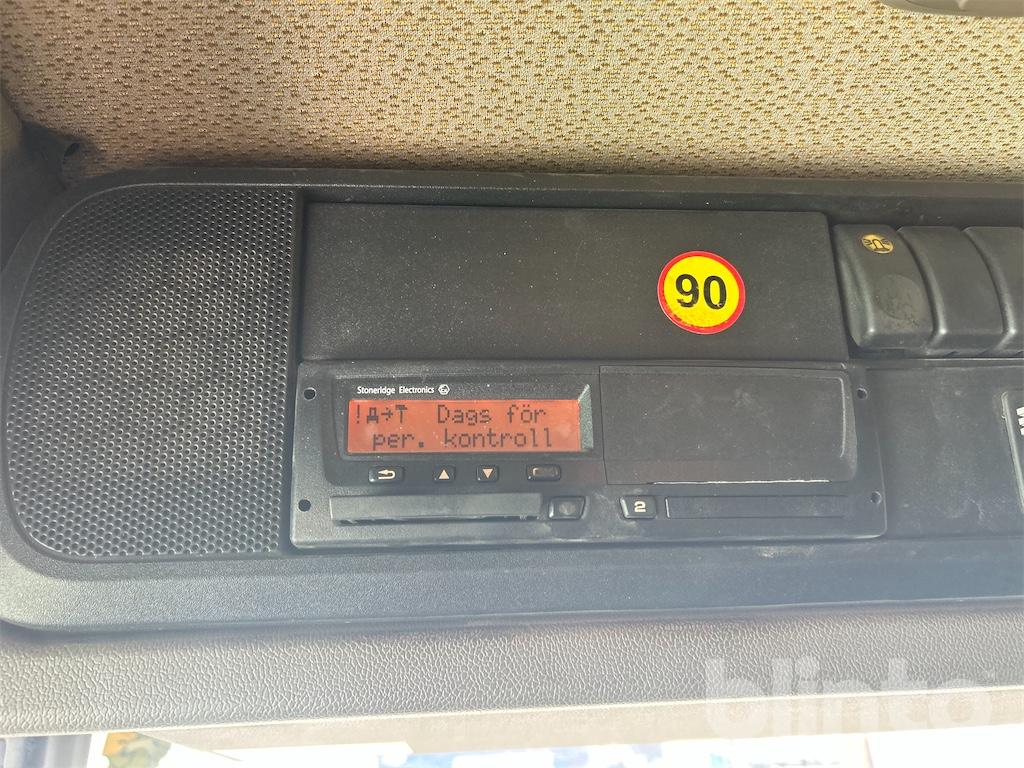 90
Stoneridge Electronics
! Dags för
per. kontroll
2
blinto